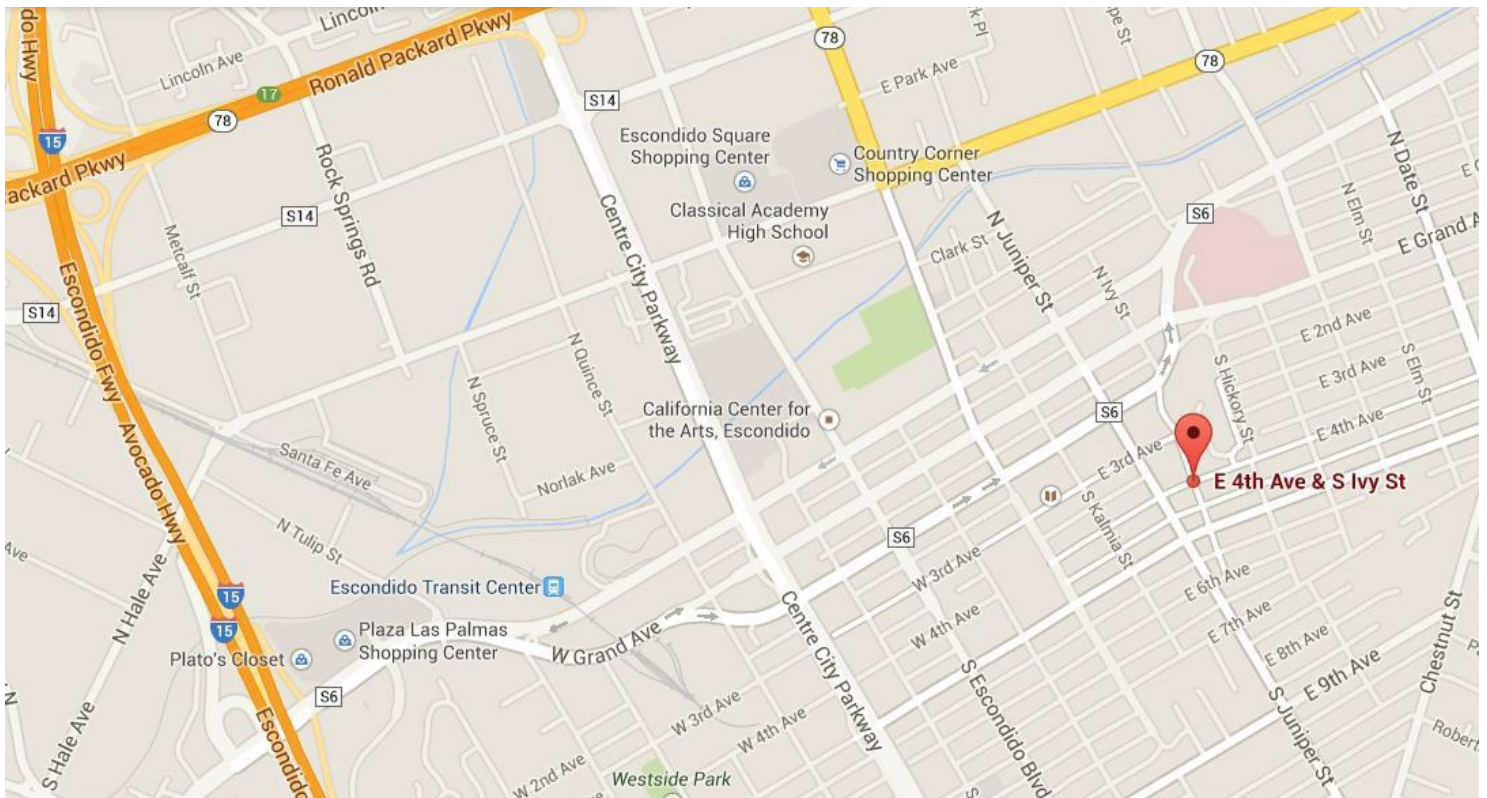 do Hwy
Lincoln
Lincoln Ave
Ronald Packard Pkwy
17
78
15
ackard Pkwy
S14
78
E Park Ave
78
Escondido Square
Shopping Center
Country Corner
Shopping Center
Rock Springs Rd
Centre City Parkway
N Date St
S14
Metcalf St
Classical Academy
High School
N Juniper St
Clark St
S6
N Elm St
E Grand A
N Ivy St
S14
Escondido Fwy
E 2nd Ave
N Quince St
N Spruce St
S Hickory St
E 3rd Ave
S Elm St
California Center for
the Arts, Escondido
S6
E 4th Ave
Avocado Hwy
Santa Fe Ave
Norlak Ave
E 3rd Ave
E 4th Ave & S Ivy St
N Tulip St
S6
S Kalmia St
Ave
N Hale Ave
Escondido Transit Center
15
W 3rd Ave
E 6th Ave
15
Plaza Las Palmas
Shopping Center
Plato's Closet
W Grand Ave
Centre City Parkway
W 4th Ave
E 7th Ave
E 8th Ave
E 9th Ave
Chestnut St
S6
S Hale Ave
Escondido
W 3rd Ave
W 4th Ave
S Escondido Blvd
S Juniper St
Robert
W 2nd Ave
Westside Park